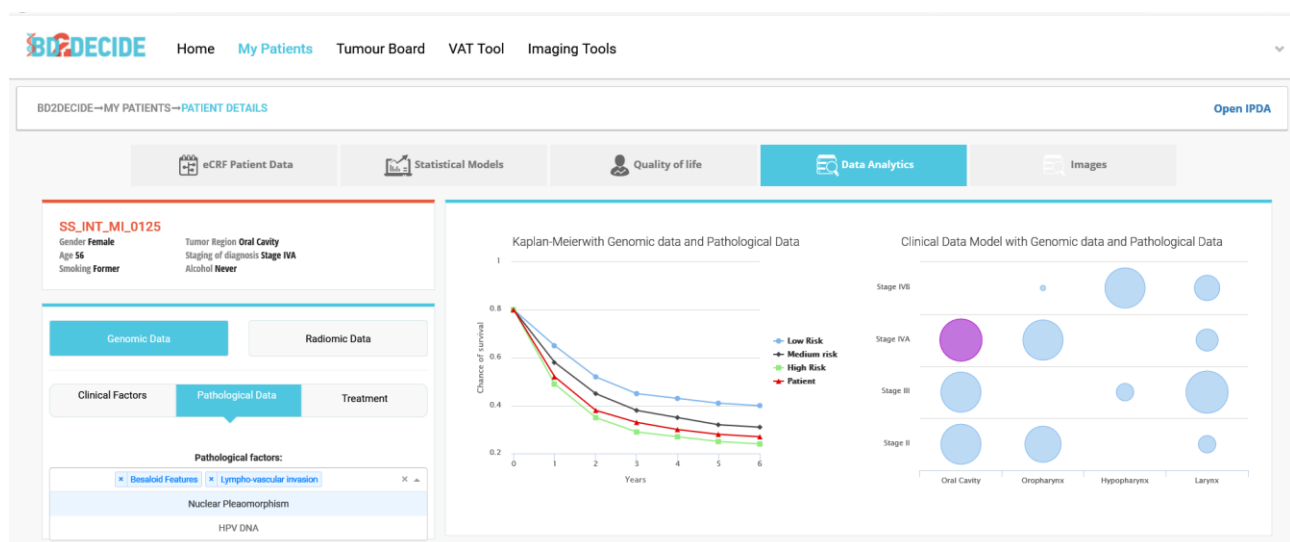 BD2DECIDE
Home My Patients Tumour Board VAT Tool Imaging Tools
BD2DECIDE→MY PATIENTS→PATIENT DETAILS
Open IPDA
eCRF Patient Data
Statistical Models
Quality of life
Data Analytics
Images
SS_INT_MI_0125
Gender Female
Tumor Region Oral Cavity
Age 56
Staging of diagnosis Stage IVA
Smoking Former
Alcohol Never
Genomic Data
Radiomic Data
Clinical Factors
Pathological Data
Treatment
Pathological factors:
× Besaloid Features × Lympho-vascular invasion ×
Nuclear Pleaomorphism
HPV DNA
Kaplan-Meierwith Genomic data and Pathological Data
Chance of survival
1
0.8
0.6
0.4
0.2
0 1 2 3 4 5 6
Years
Low Risk
Medium risk
High Risk
Patient
Clinical Data Model with Genomic data and Pathological Data
Stage IVB
Stage IVA
Stage III
Stage II
Oral Cavity Oropharynx Hypopharynx Larynx